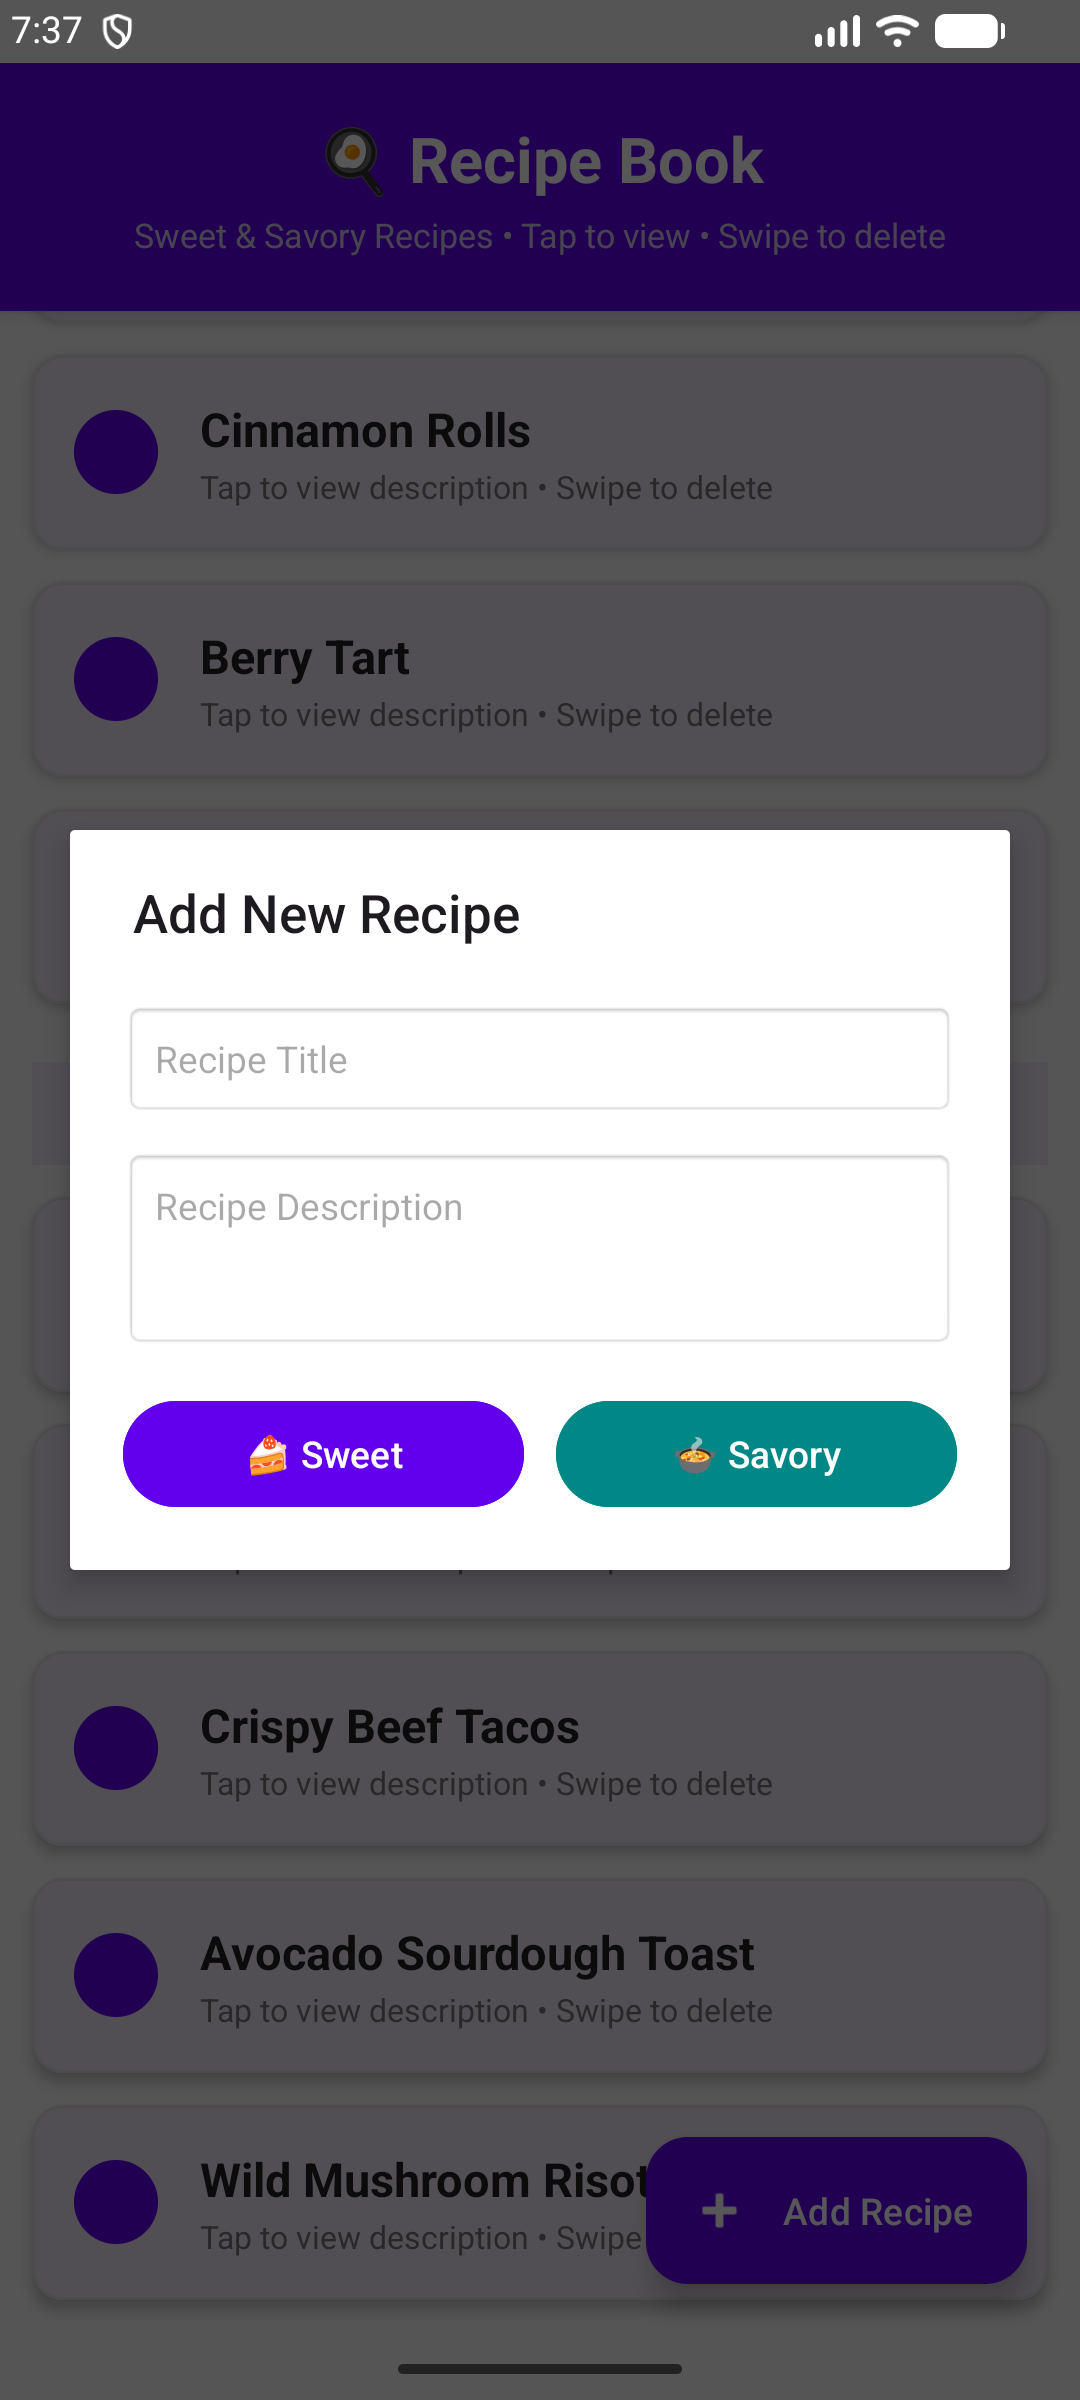 7:37
🍳 Recipe Book
Sweet & Savory Recipes • Tap to view • Swipe to delete
Cinnamon Rolls
Tap to view description • Swipe to delete
Berry Tart
Tap to view description • Swipe to delete
Add New Recipe
Recipe Title
Recipe Description
🍰 Sweet
🍲 Savory
Crispy Beef Tacos
Tap to view description • Swipe to delete
Avocado Sourdough Toast
Tap to view description • Swipe to delete
Wild Mushroom Risot
Tap to view description • Swipe
Add Recipe